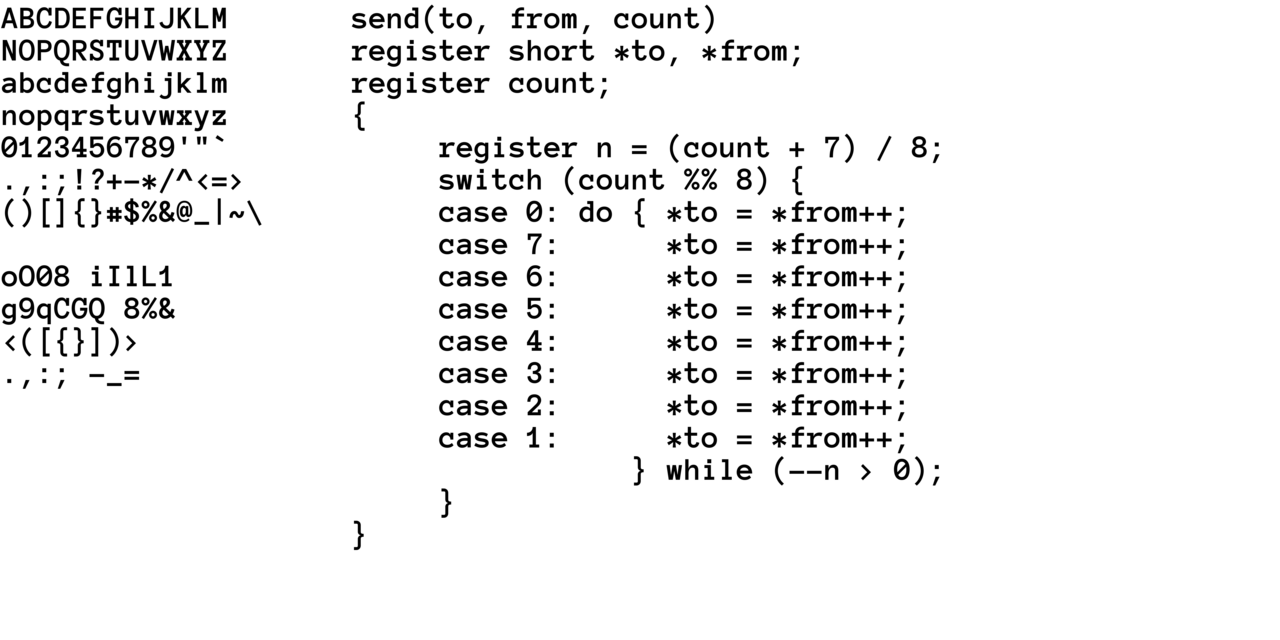 ABCDEFGHIJKLM
NOPQRSTUVWXYZ
abcdefghijklm
nopqrstuvwxyz
0123456789'"`
.,:;!?+-*/^<=>
()[]{}#$%&@_|~\
oO08 iIlL1
g9qCGQ 8%&
<([{}])>
.,:; -_=
send(to, from, count)
register short *to, *from;
register count;
{
     register n = (count + 7) / 8;
     switch (count %% 8) {
     case 0: do { *to = *from++;
     case 7:      *to = *from++;
     case 6:      *to = *from++;
     case 5:      *to = *from++;
     case 4:      *to = *from++;
     case 3:      *to = *from++;
     case 2:      *to = *from++;
     case 1:      *to = *from++;
                } while (--n > 0);
     }
}